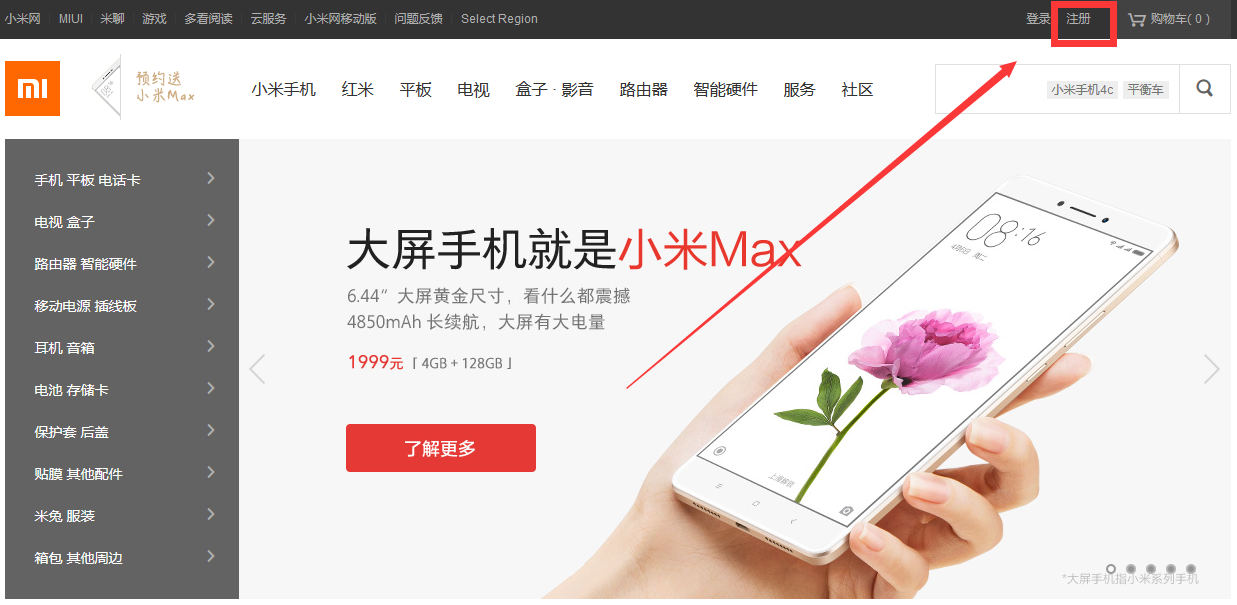 小米网 MIUI 米聊 游戏 多看阅读 云服务 小米网移动版 问题反馈 Select Region 登录 注册 购物车( 0 )
mi 预约送 小米手机 红米 平板 电视 盒子 · 影音 路由器 智能硬件 服务 社区 小米手机4c 平衡车
小米Max
手机 平板 电话卡
电视 盒子
路由器 智能硬件
移动电源 插线板
耳机 音箱
电池 存储卡
保护套 后盖
贴膜 其他配件
米兔 服装
箱包 其他周边
大屏手机就是小米Max
6.44“ 大屏黄金尺寸，看什么都震撼
4850mAh 长续航，大屏有大电量
1999元「 4GB + 128GB 」
了解更多
08:16
上滑解锁
*大屏手机指小米系列手机